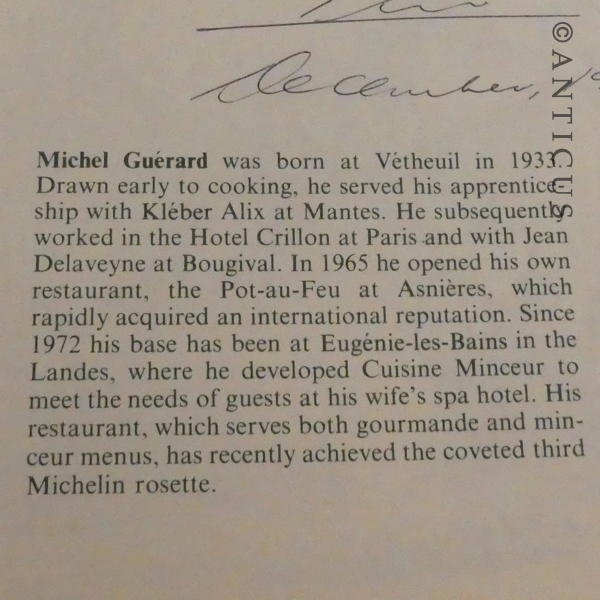 December, 19
Michel Guérard was born at Vétheuil in 1933.
Drawn early to cooking, he served his apprentice-
ship with Kléber Alix at Mantes. He subsequently
worked in the Hotel Crillon at Paris and with Jean
Delaveyne at Bougival. In 1965 he opened his own
restaurant, the Pot-au-Feu at Asnières, which
rapidly acquired an international reputation. Since
1972 his base has been at Eugénie-les-Bains in the
Landes, where he developed Cuisine Minceur to
meet the needs of guests at his wife's spa hotel. His
restaurant, which serves both gourmande and min-
ceur menus, has recently achieved the coveted third
Michelin rosette.
©ANTICUS